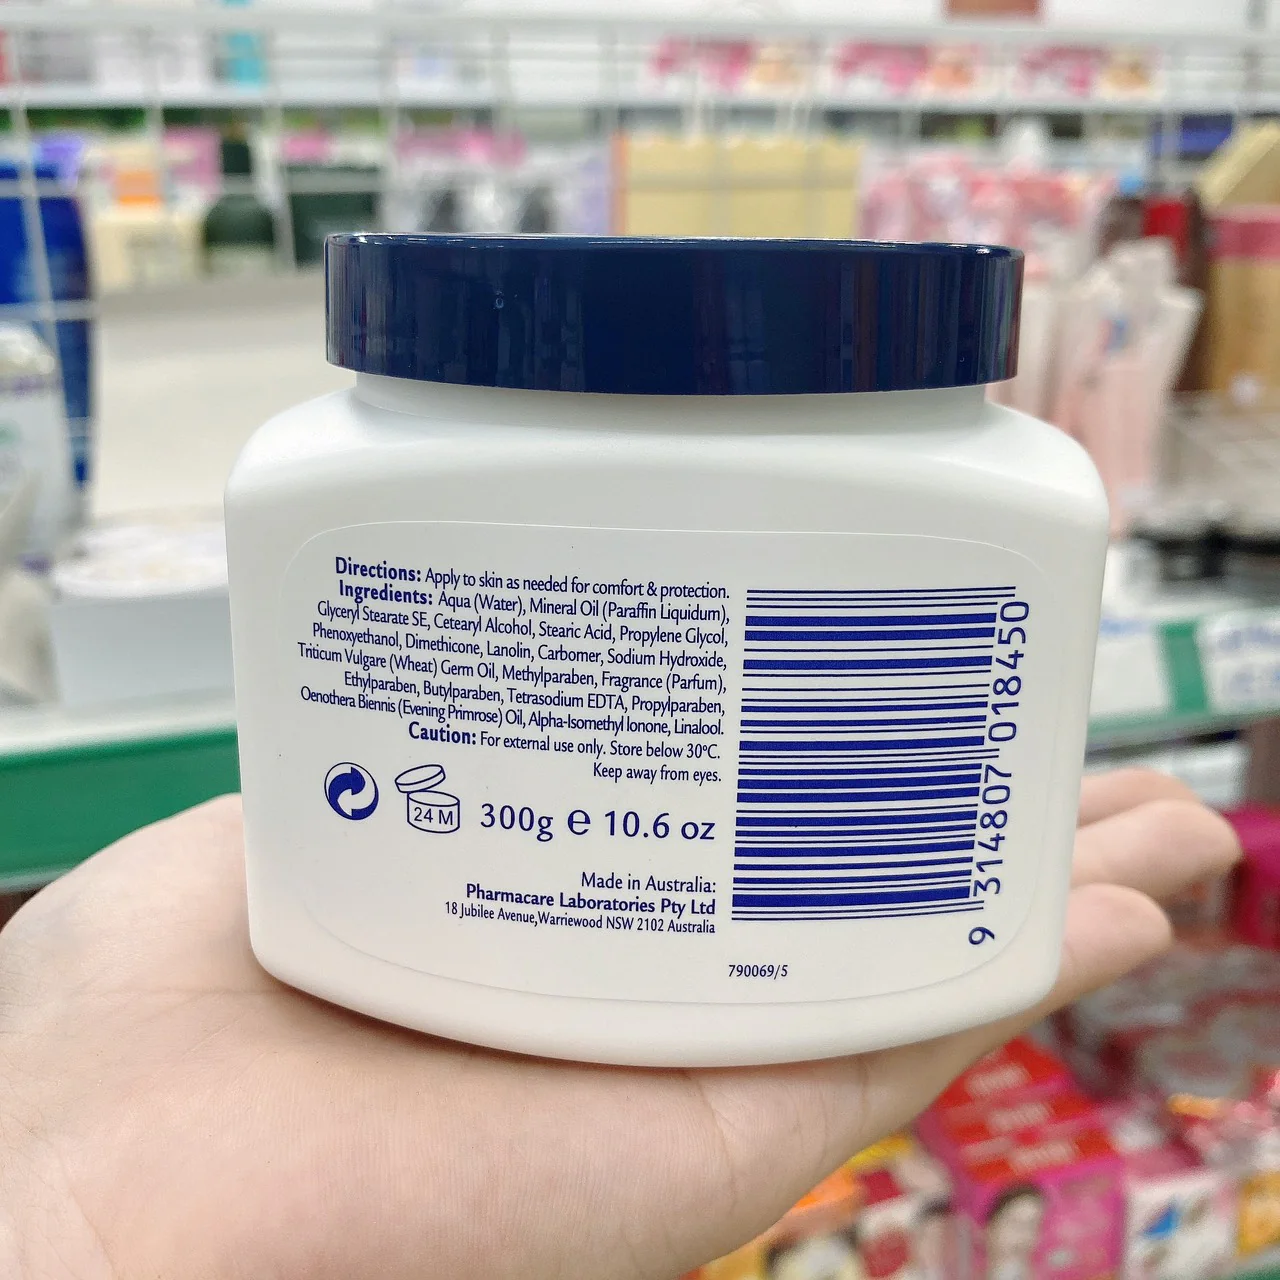 Directions: Apply to skin as needed for comfort & protection.
Ingredients: Aqua (Water), Mineral Oil (Paraffin Liquidum),
Glyceryl Stearate SE, Cetearyl Alcohol, Stearic Acid, Propylene Glycol,
Phenoxyethanol, Dimethicone, Lanolin, Carbomer, Sodium Hydroxide,
Triticum Vulgare (Wheat) Germ Oil, Methylparaben, Fragrance (Parfum),
Ethylparaben, Butylparaben, Tetrasodium EDTA, Propylparaben,
Oenothera Biennis (Evening Primrose) Oil, Alpha-Isomethyl Ionone, Linalool.
Caution: For external use only. Store below 30°C.
Keep away from eyes.
24 M
300g e 10.6 oz
Made in Australia:
Pharmacare Laboratories Pty Ltd
18 Jubilee Avenue, Warriewood NSW 2102 Australia
790069/5
9 314807 018450